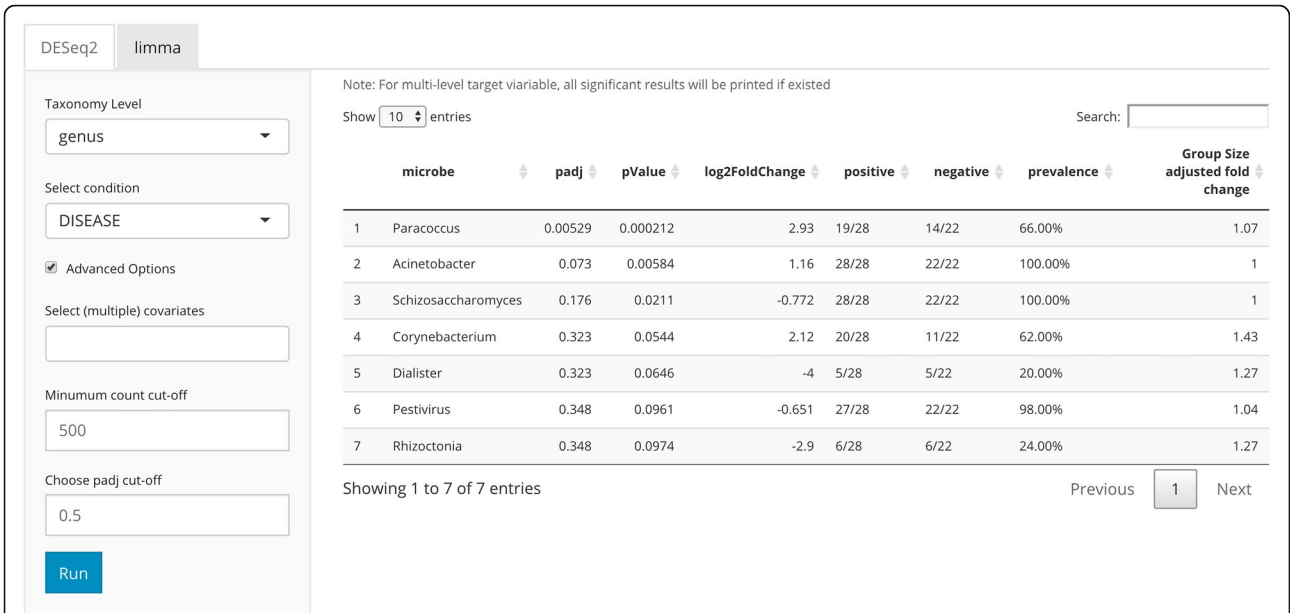 DESeq2 limma
Taxonomy Level
genus
Select condition
DISEASE
Advanced Options
Select (multiple) covariates
Minumum count cut-off
500
Choose padj cut-off
0.5
Run
Note: For multi-level target viariable, all significant results will be printed if existed
Show 10 entries Search:
microbe padj pValue log2FoldChange positive negative prevalence Group Size adjusted fold change
1 Paracoccus 0.00529 0.000212 2.93 19/28 14/22 66.00% 1.07
2 Acinetobacter 0.073 0.00584 1.16 28/28 22/22 100.00% 1
3 Schizosaccharomyces 0.176 0.0211 -0.772 28/28 22/22 100.00% 1
4 Corynebacterium 0.323 0.0544 2.12 20/28 11/22 62.00% 1.43
5 Dialister 0.323 0.0646 -4 5/28 5/22 20.00% 1.27
6 Pestivirus 0.348 0.0961 -0.651 27/28 22/22 98.00% 1.04
7 Rhizoctonia 0.348 0.0974 -2.9 6/28 6/22 24.00% 1.27
Showing 1 to 7 of 7 entries Previous 1 Next